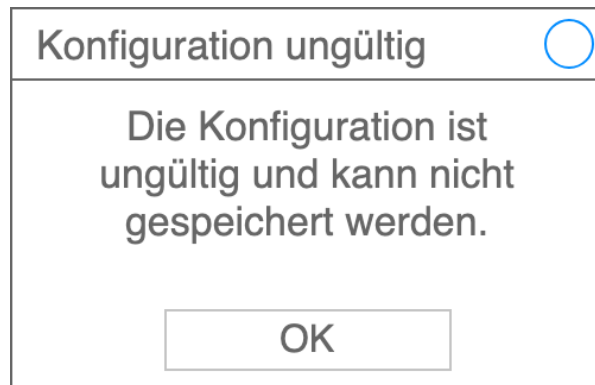 Konfiguration ungültig
Die Konfiguration ist
ungültig und kann nicht
gespeichert werden.
OK